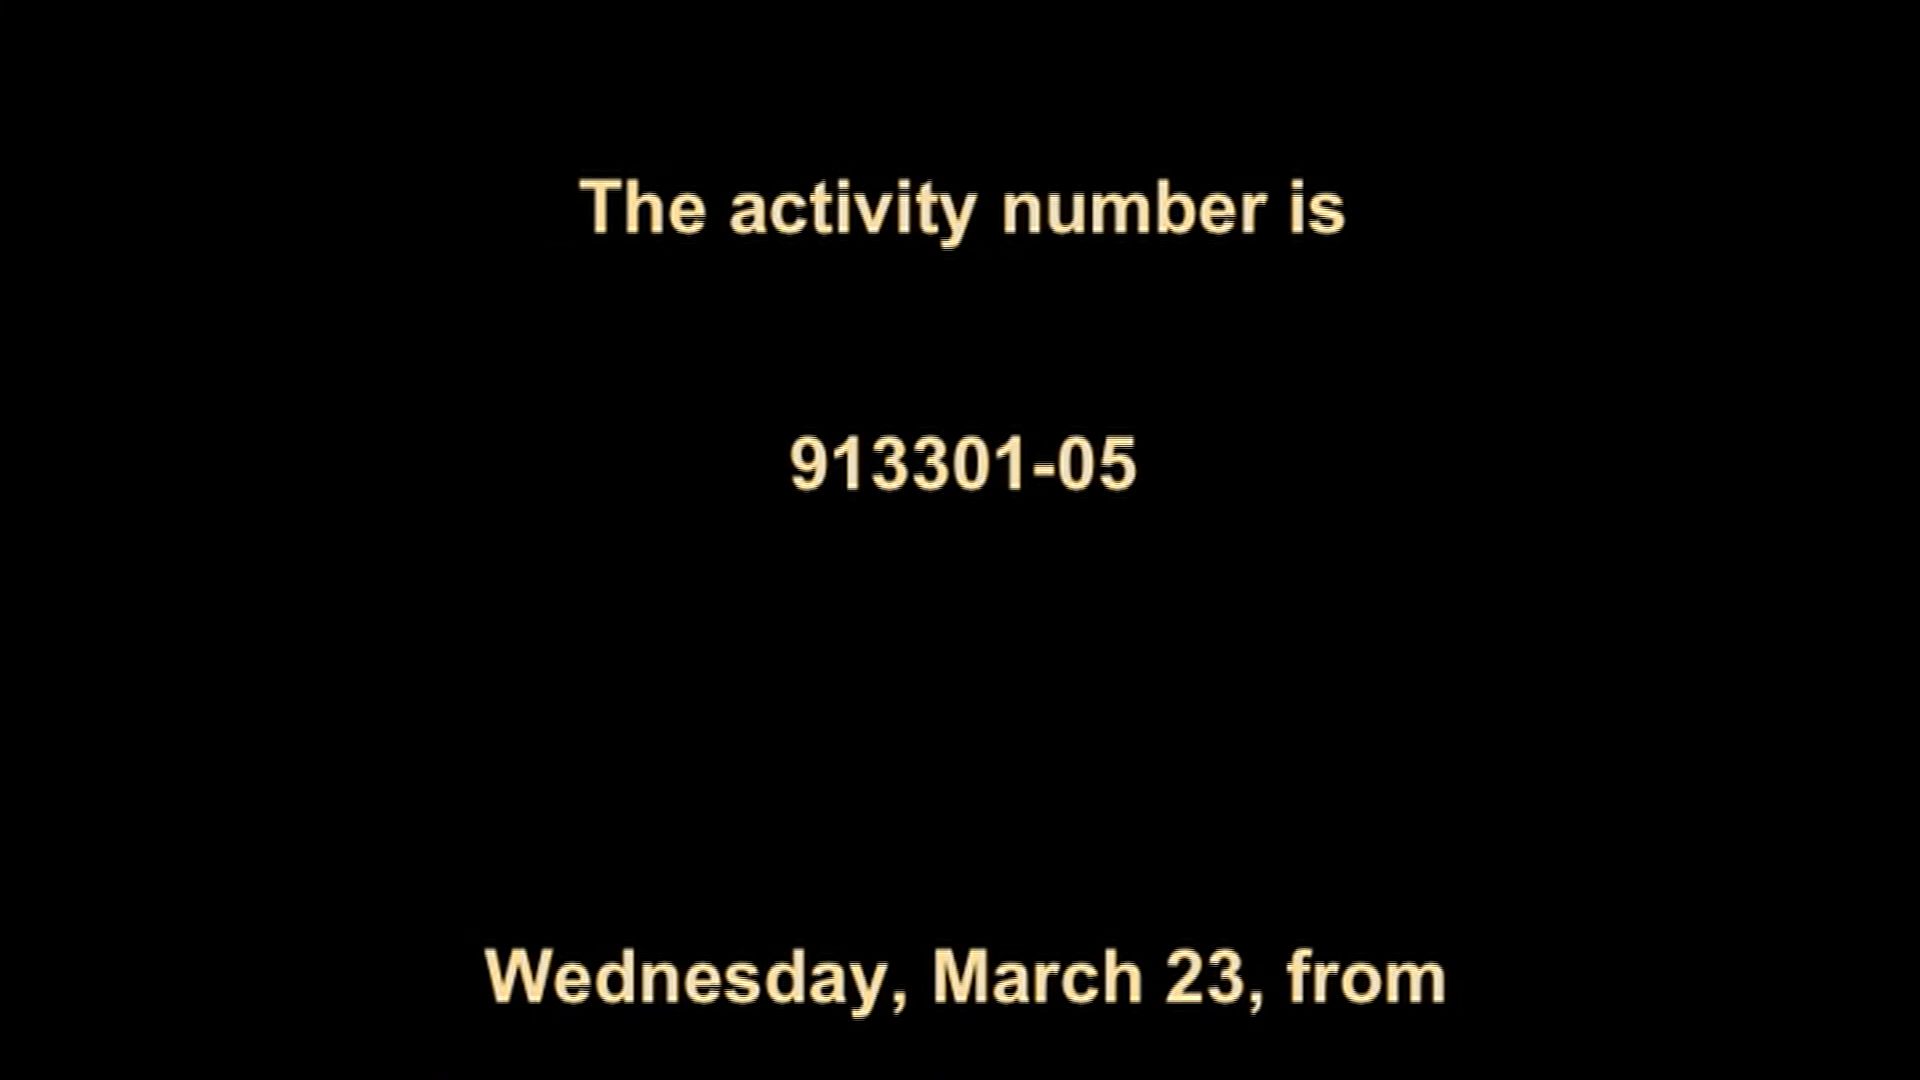 The activity number is
913301-05
Wednesday, March 23, from